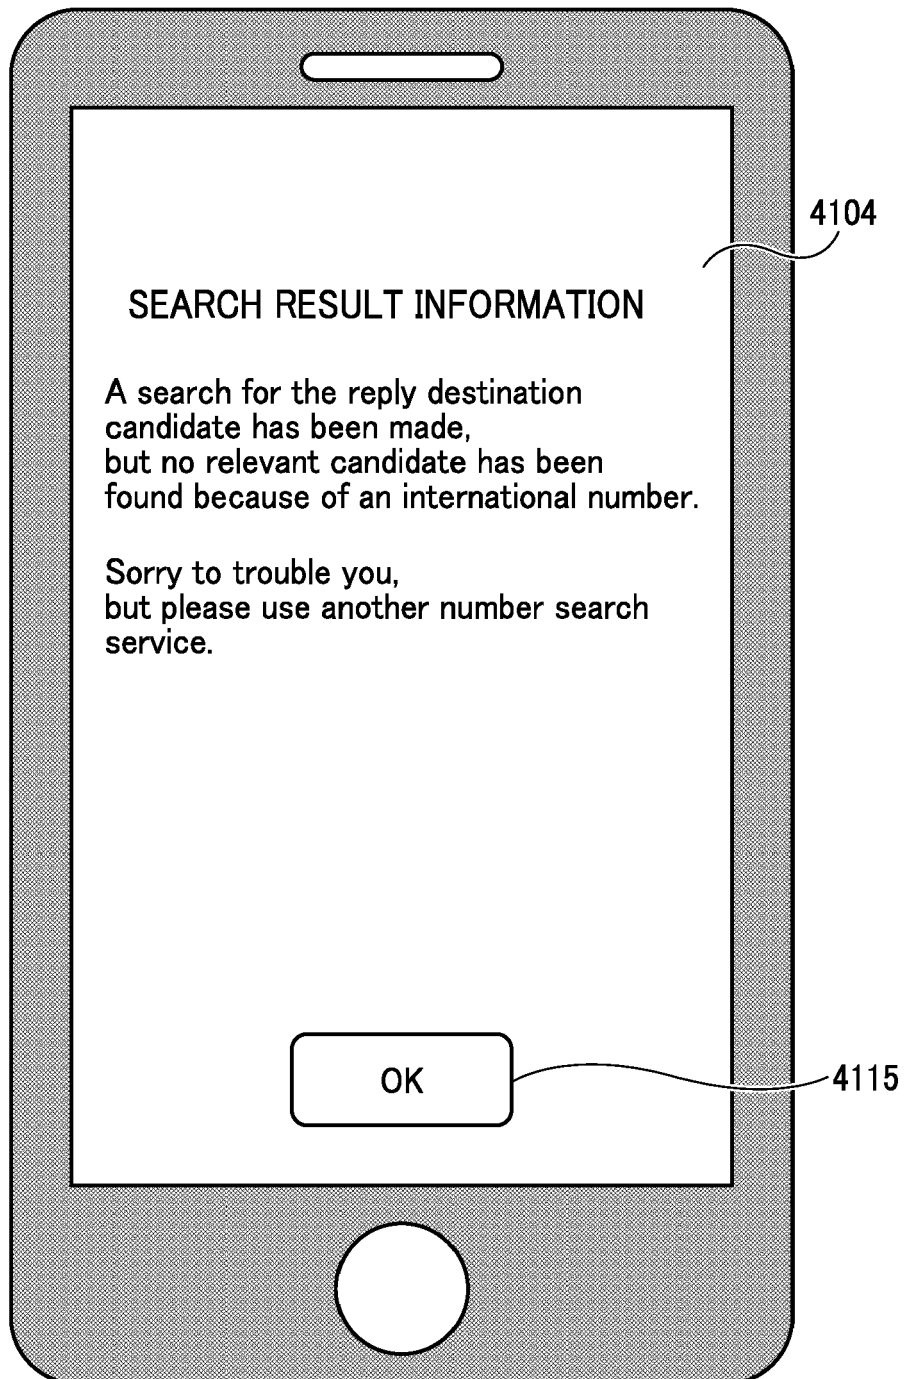 4104
SEARCH RESULT INFORMATION
A search for the reply destination
candidate has been made,
but no relevant candidate has been
found because of an international number.
Sorry to trouble you,
but please use another number search
service.
OK
4115